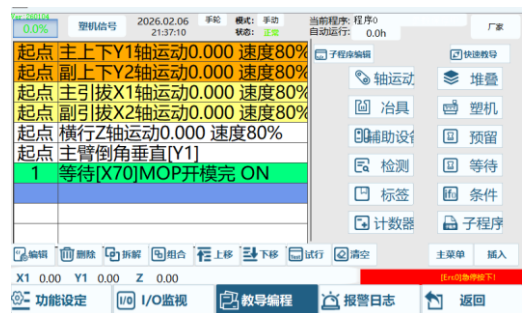 Ver:260104
0.0%
塑机信号
2026.02.06
21:37:10
手轮
模式: 手动
状态: 正常
当前程序: 程序0
自动运行: 0.0h
厂家
起点 主上下Y1轴运动0.000 速度80%
起点 副上下Y2轴运动0.000 速度80%
起点 主引拔X1轴运动0.000 速度80%
起点 副引拔X2轴运动0.000 速度80%
起点 横行Z轴运动0.000 速度80%
起点 主臂倒角垂直[Y1]
1 等待[X70]MOP开模完 ON
子程序编辑
快速教导
轴运动
堆叠
治具
塑机
辅助设备
预留
检测
等待
标签
条件
计数器
子程序
编辑
删除
拆解
组合
上移
下移
试行
清空
主菜单
插入
X1 0.00 Y1 0.00 Z 0.00
[Err0]急停按下!
功能设定
I/O监视
教导编程
报警日志
返回